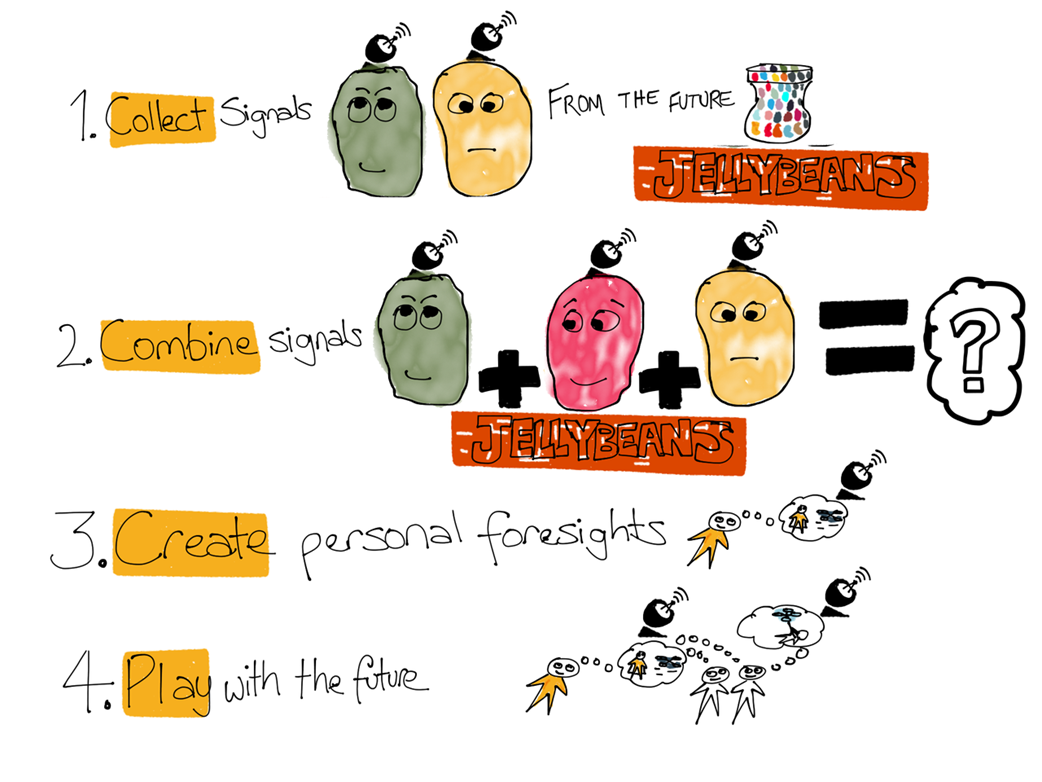 1. Collect Signals FROM THE FUTURE
JELLYBEANS
2. Combine signals
?
JELLYBEANS
3. Create personal foresights
4. Play with the future